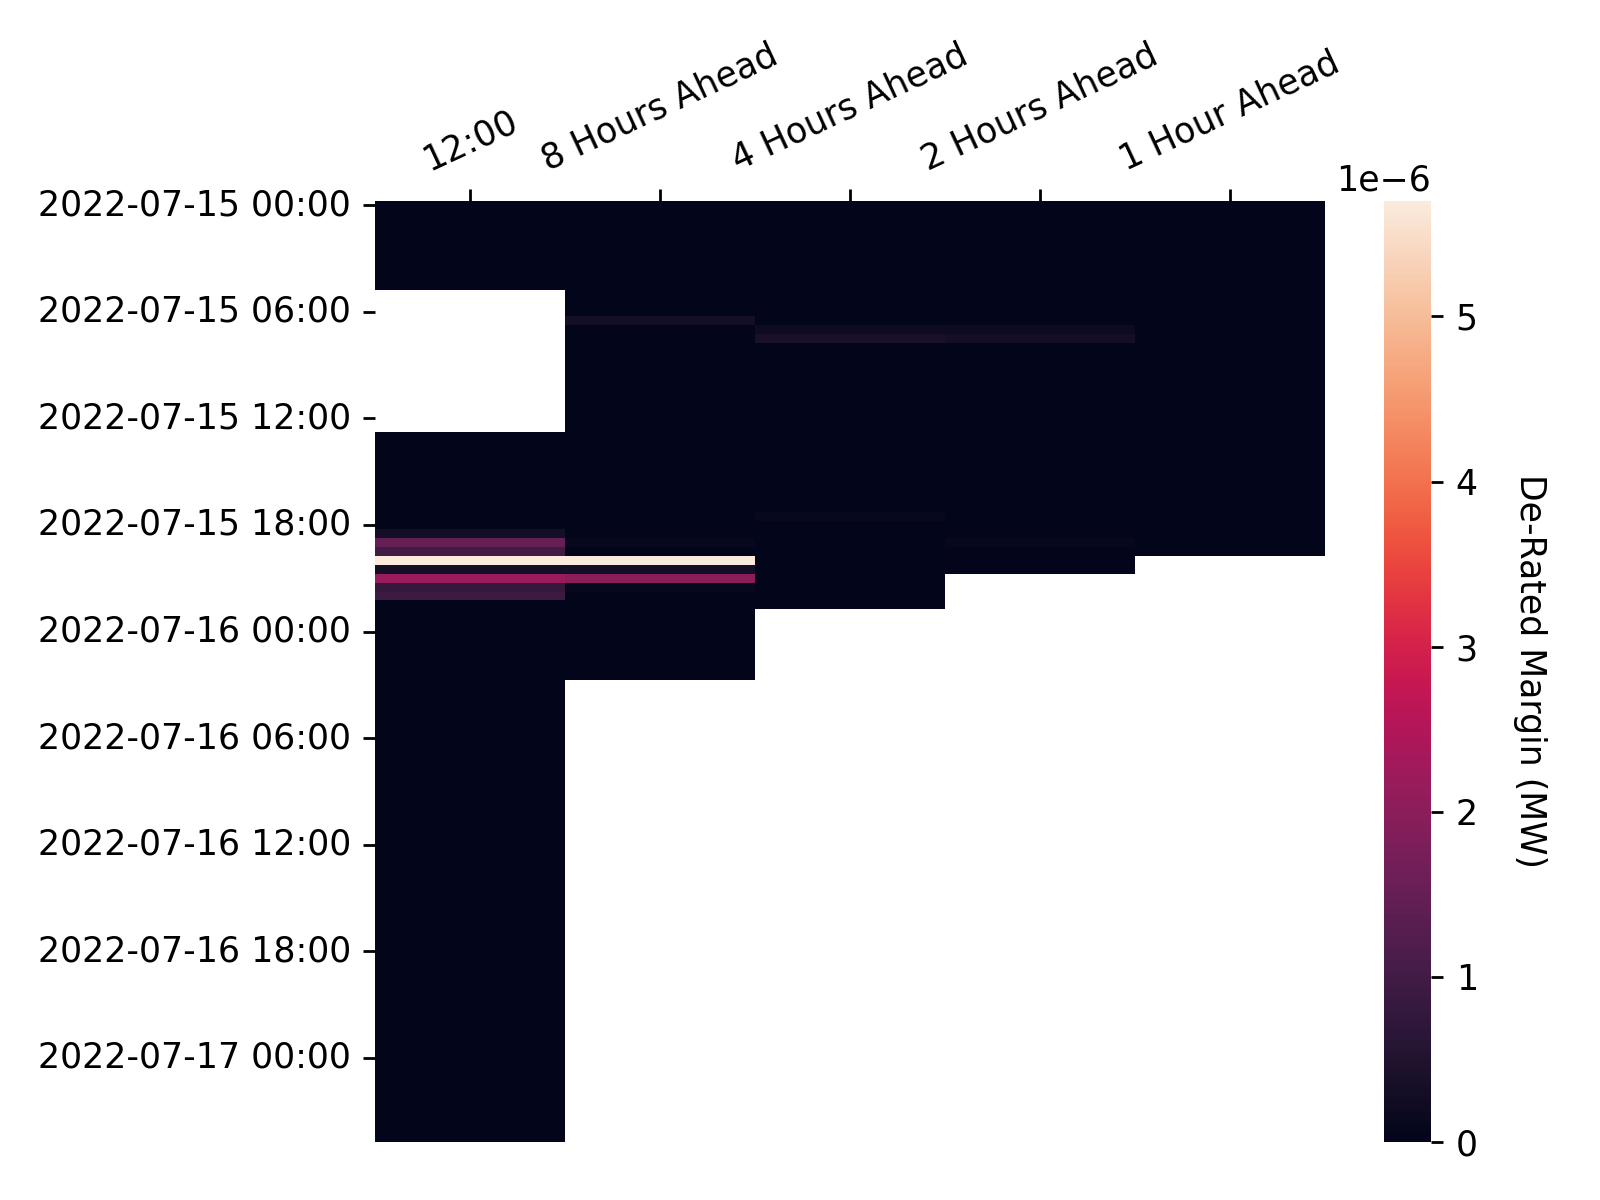 12:00
8 Hours Ahead
4 Hours Ahead
2 Hours Ahead
1 Hour Ahead
1e−6
2022-07-15 00:00
2022-07-15 06:00
2022-07-15 12:00
2022-07-15 18:00
2022-07-16 00:00
2022-07-16 06:00
2022-07-16 12:00
2022-07-16 18:00
2022-07-17 00:00
5
4
3
2
1
0
De-Rated Margin (MW)